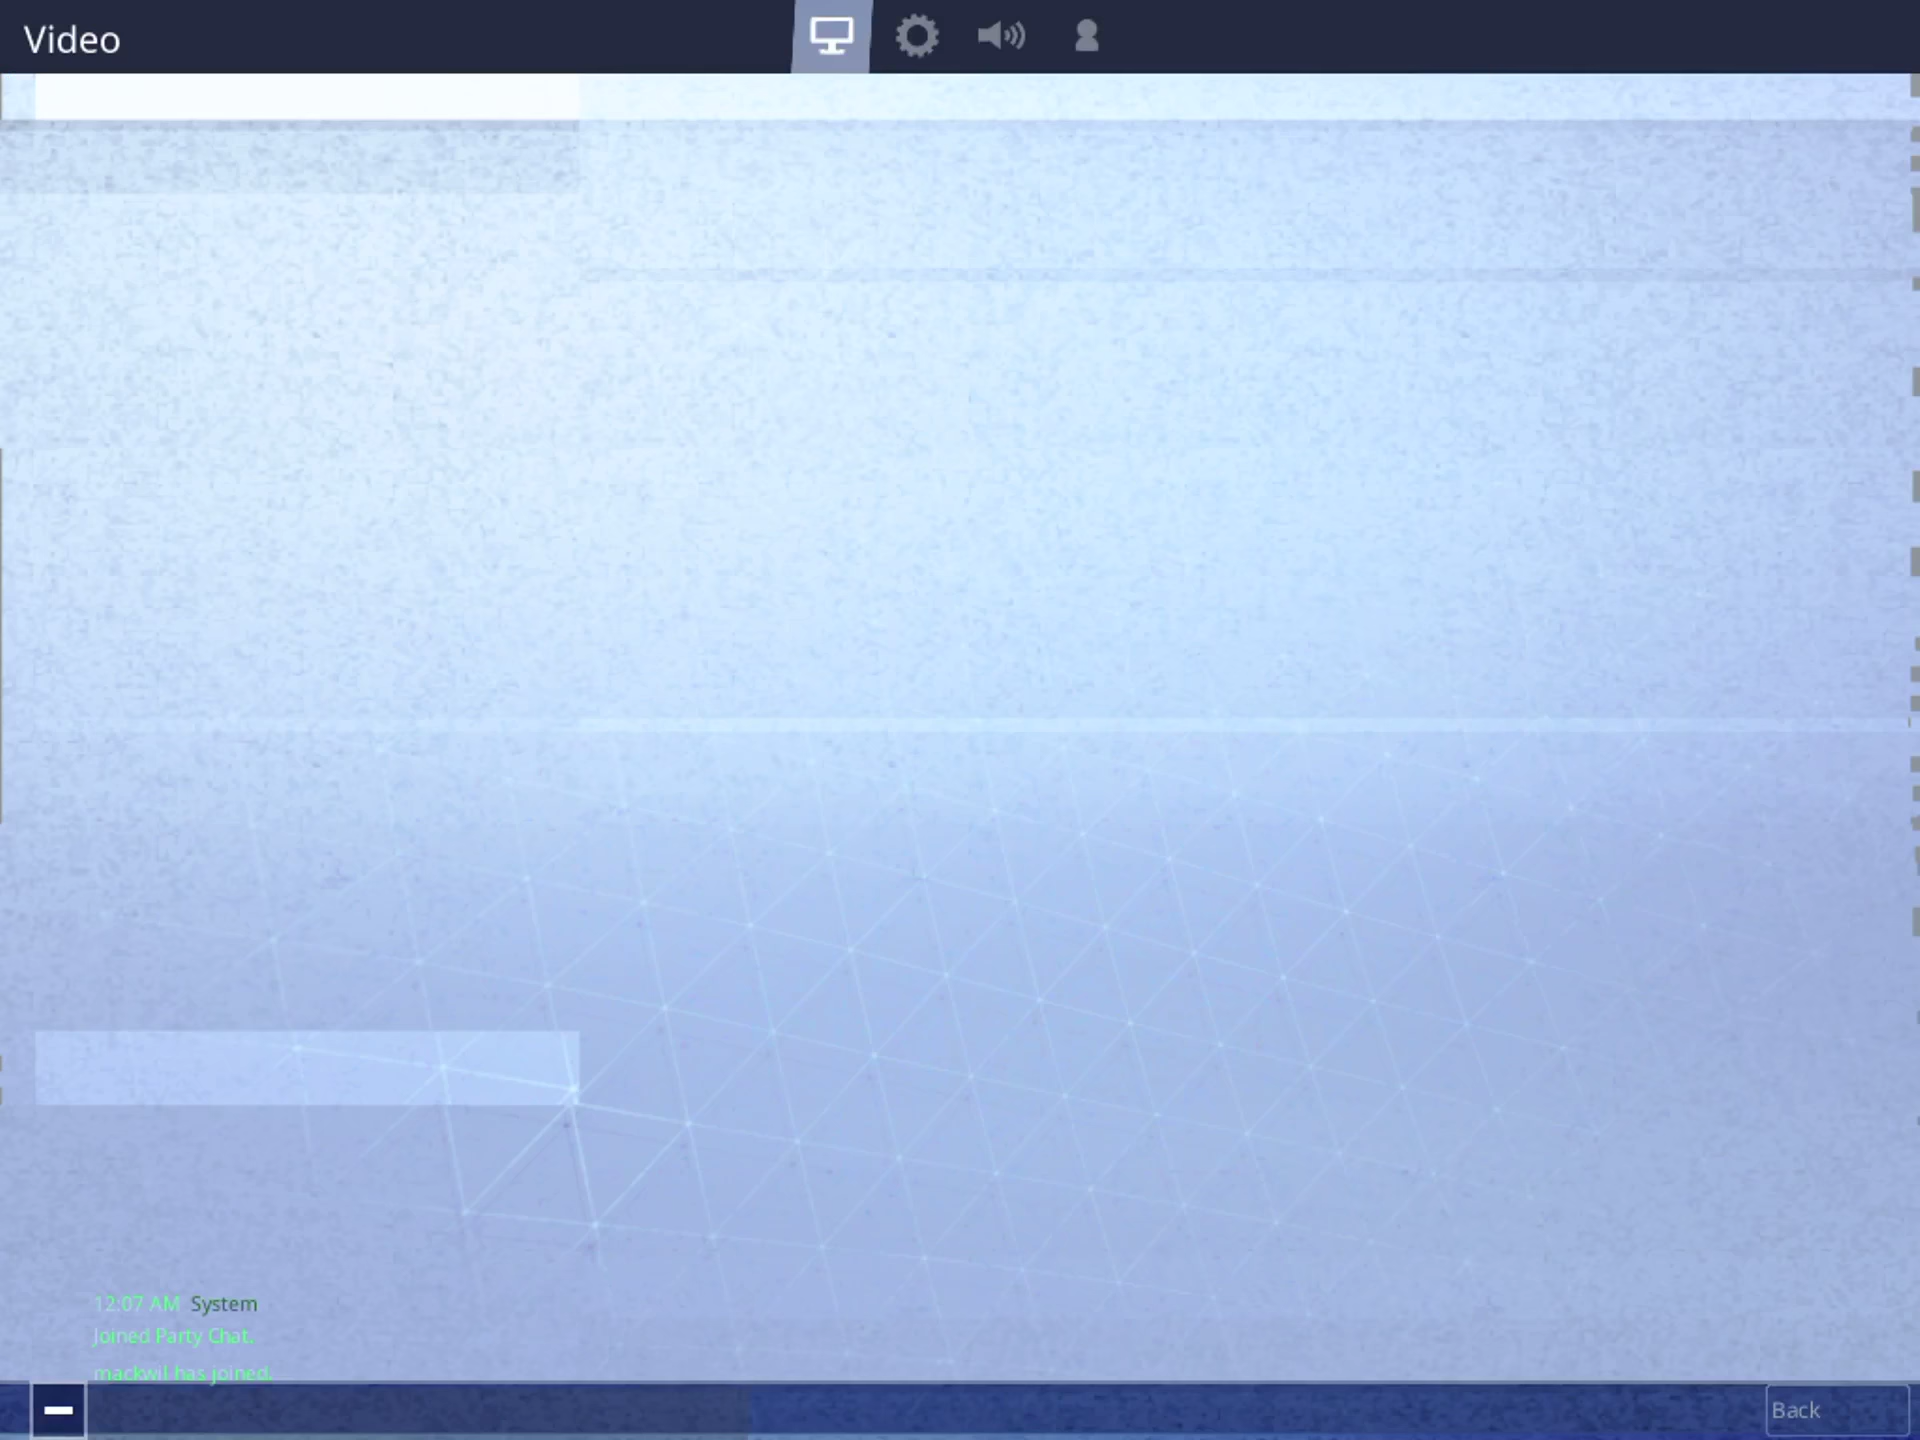 Video
12:07 AM System
Joined Party Chat.
mackwil has joined.
Back